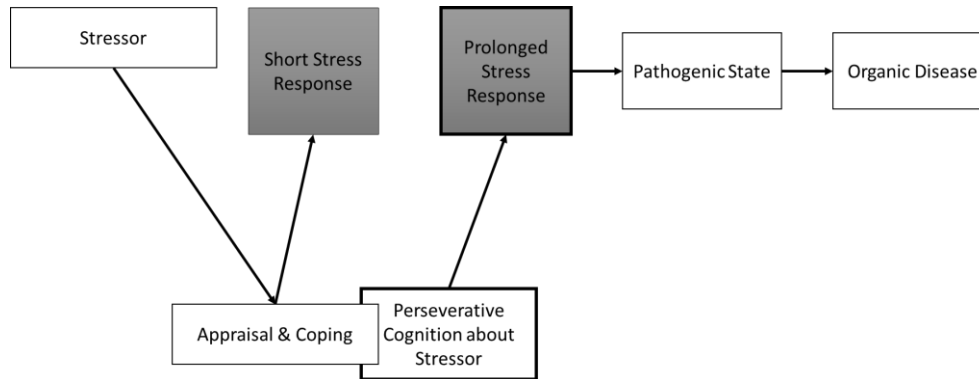 Stressor
Short Stress
Response
Prolonged
Stress
Response
Pathogenic State
Organic Disease
Appraisal & Coping
Perseverative
Cognition about
Stressor